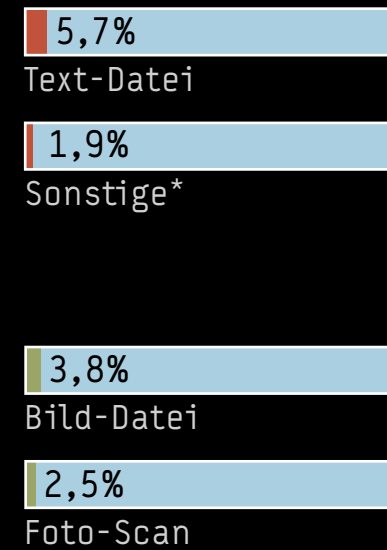 5,7%
Text-Datei
1,9%
Sonstige*
3,8%
Bild-Datei
2,5%
Foto-Scan